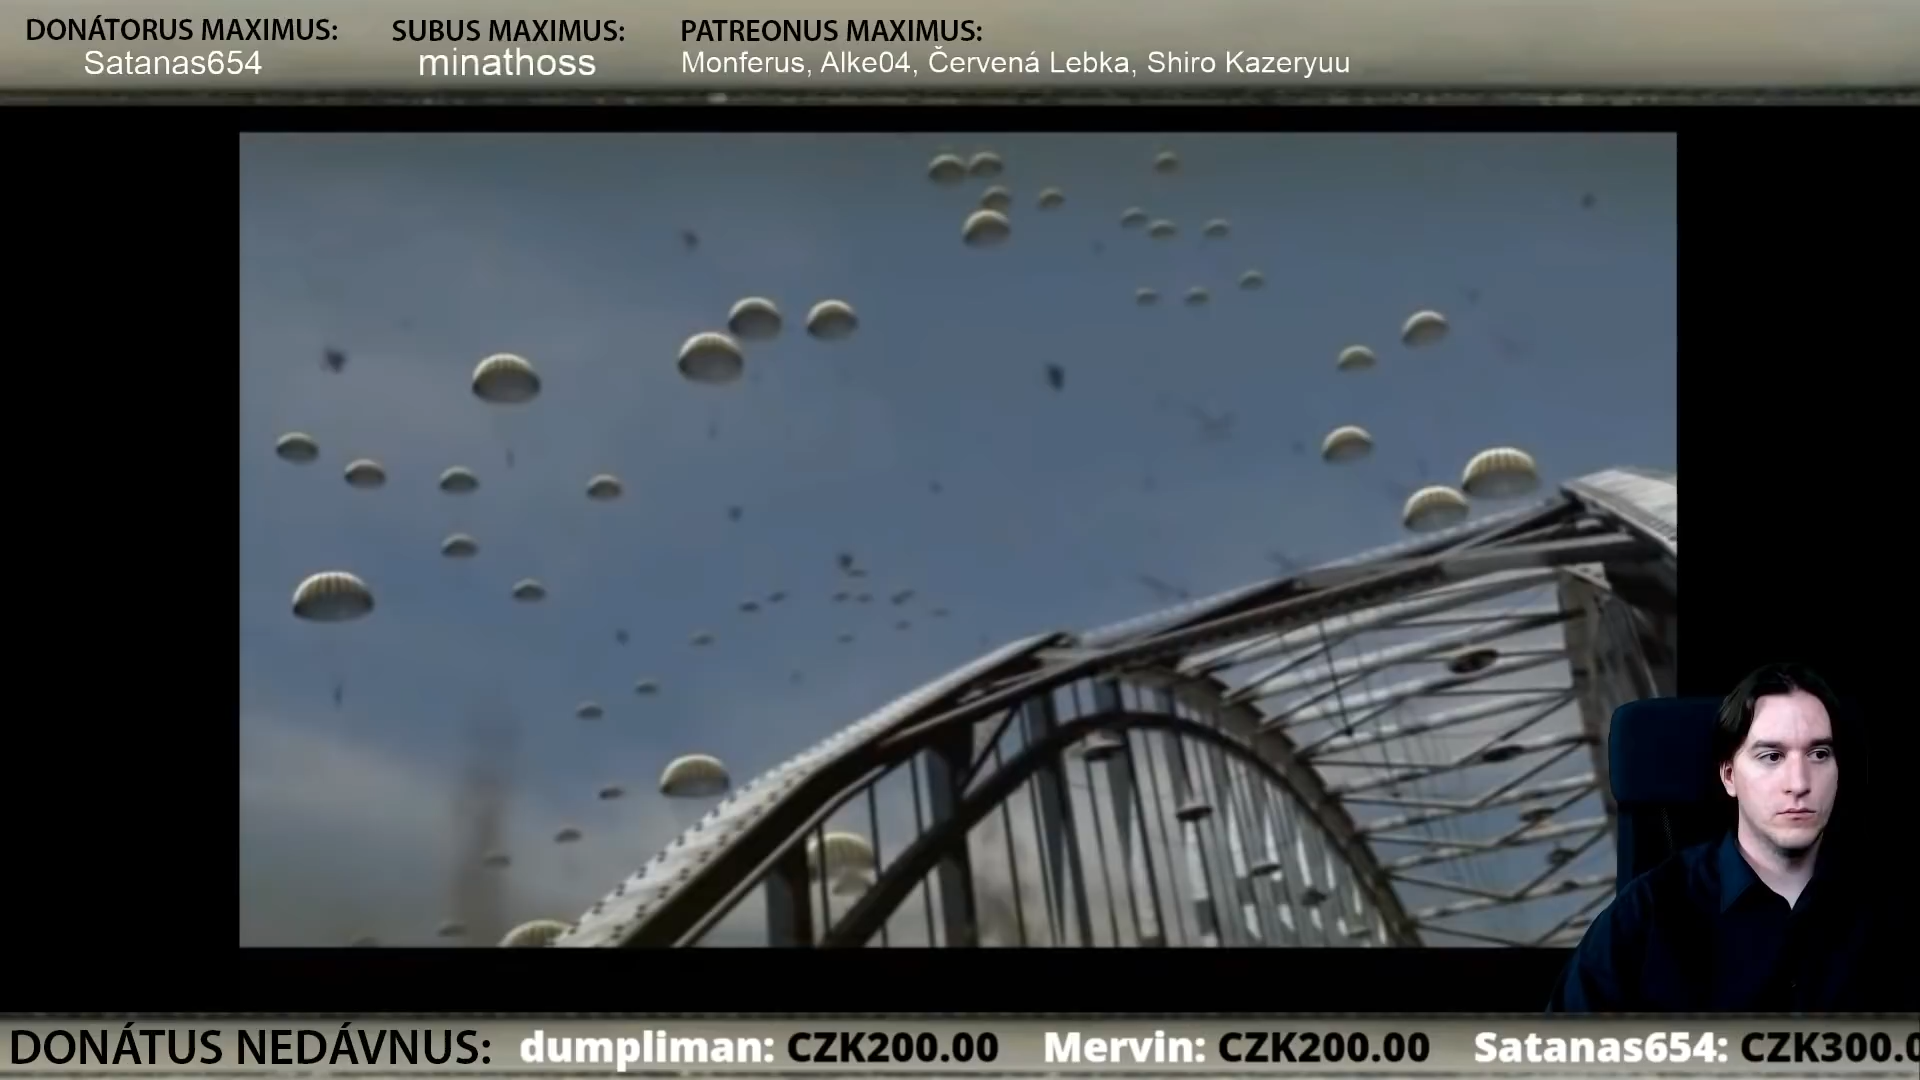 DONÁTORUS MAXIMUS:
Satanas654
SUBUS MAXIMUS:
minathoss
PATREONUS MAXIMUS:
Monferus, Alke04, Červená Lebka, Shiro Kazeryuu
DONÁTUS NEDÁVNUS: dumpliman: CZK200.00 Mervin: CZK200.00 Satanas654: CZK300.0